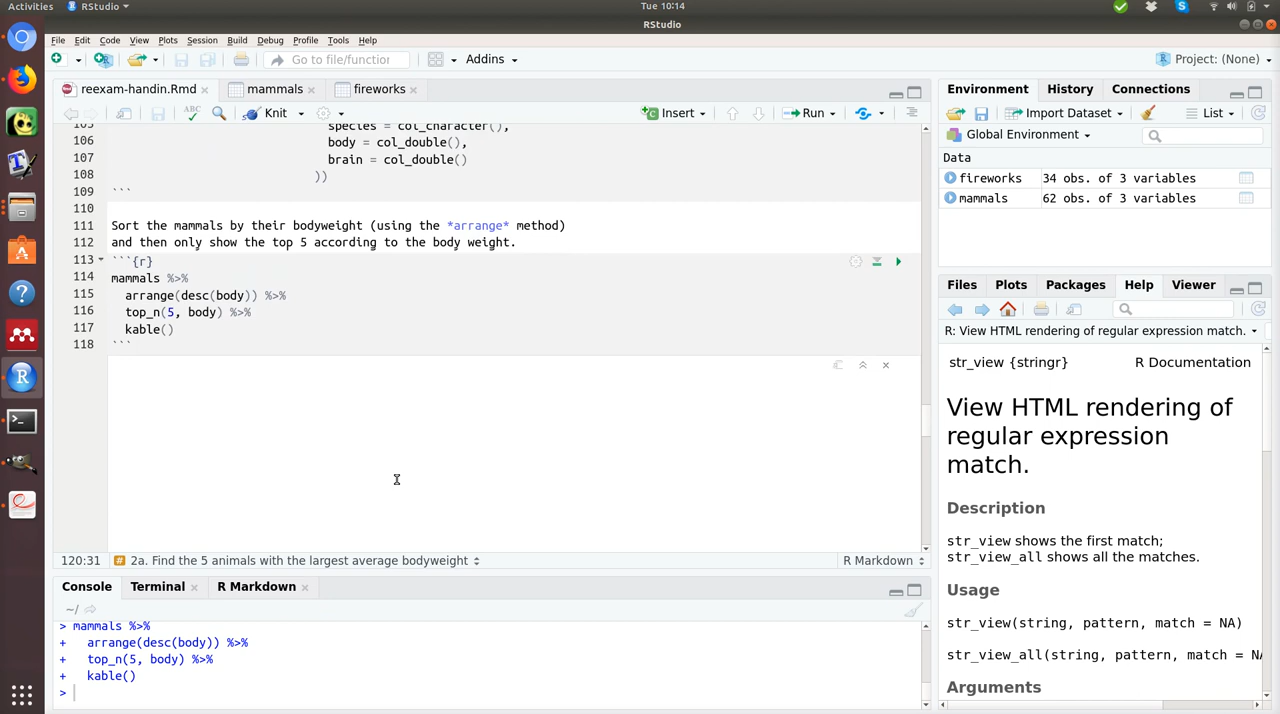 Activities RStudio Tue 10:14
RStudio
File Edit Code View Plots Session Build Debug Profile Tools Help
Go to file/function Addins Project: (None)
reexam-handin.Rmd mammals fireworks
ABC Knit Insert Run
105 species = col_character(),
106 body = col_double(),
107 brain = col_double()
108 ))
109 ```
110
111 Sort the mammals by their bodyweight (using the *arrange* method)
112 and then only show the top 5 according to the body weight.
113 ```{r}
114 mammals %>%
115 arrange(desc(body)) %>%
116 top_n(5, body) %>%
117 kable()
118 ```
120:31 # 2a. Find the 5 animals with the largest average bodyweight R Markdown
Console Terminal R Markdown
~/
> mammals %>%
+ arrange(desc(body)) %>%
+ top_n(5, body) %>%
+ kable()
>
Environment History Connections
Import Dataset List
Global Environment
Data
fireworks 34 obs. of 3 variables
mammals 62 obs. of 3 variables
Files Plots Packages Help Viewer
R: View HTML rendering of regular expression match.
str_view {stringr} R Documentation
View HTML rendering of
regular expression
match.
Description
str_view shows the first match;
str_view_all shows all the matches.
Usage
str_view(string, pattern, match = NA)
str_view_all(string, pattern, match = NA
Arguments